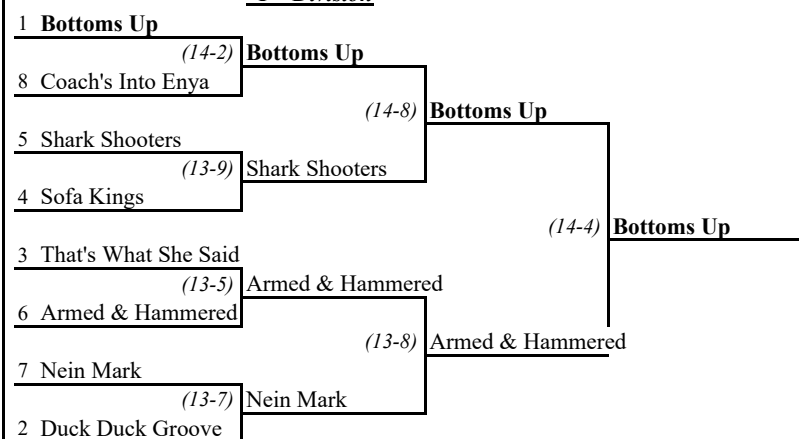 1 Bottoms Up
(14-2) Bottoms Up
8 Coach's Into Enya
(14-8) Bottoms Up
5 Shark Shooters
(13-9) Shark Shooters
4 Sofa Kings
(14-4) Bottoms Up
3 That's What She Said
(13-5) Armed & Hammered
6 Armed & Hammered
(13-8) Armed & Hammered
7 Nein Mark
(13-7) Nein Mark
2 Duck Duck Groove